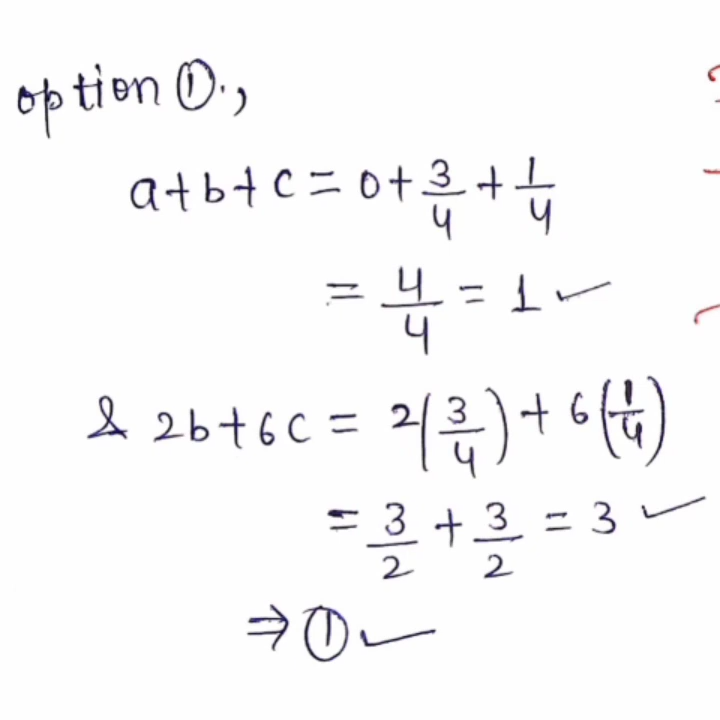 option ①.,
a+b+c = 0 + 3/4 + 1/4
= 4/4 = 1 ✓
& 2b+6c = 2(3/4) + 6(1/4)
= 3/2 + 3/2 = 3 ✓
⇒ ① ✓